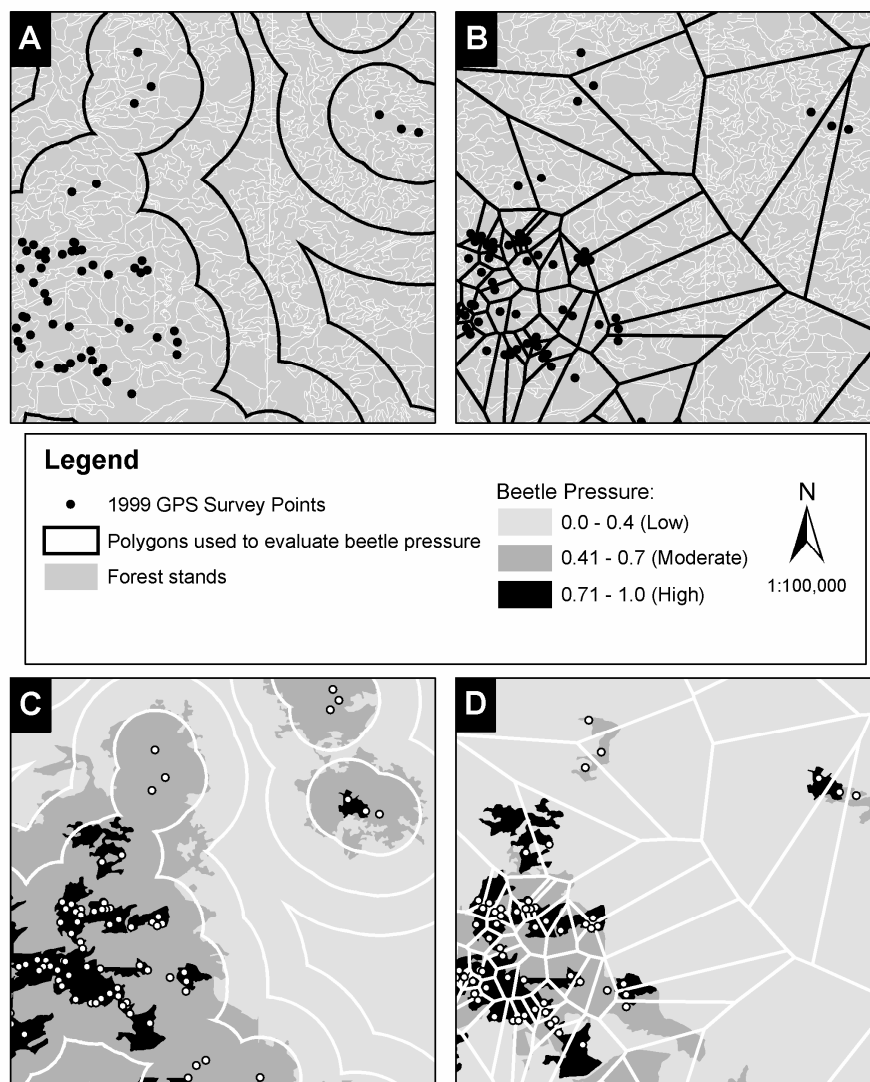 A
B
Legend
1999 GPS Survey Points
Polygons used to evaluate beetle pressure
Forest stands
Beetle Pressure:
0.0 - 0.4 (Low)
0.41 - 0.7 (Moderate)
0.71 - 1.0 (High)
N
1:100,000
C
D